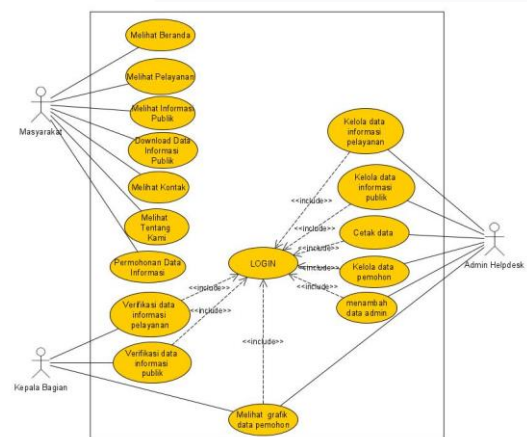 Melihat Beranda
Melihat Pelayanan
Melihat Informasi
Publik
Download Data
Informasi
Publik
Melihat Kontak
Melihat
Tentang
Kami
Permohonan Data
Informasi
Masyarakat
Verifikasi data
informasi
pelayanan
Verifikasi data
informasi
publik
Kepala Bagian
LOGIN
<<include>>
<<include>>
<<include>>
<<include>>
<<include>>
<<include>>
<<include>>
<<include>>
Kelola data
informasi
pelayanan
Kelola data
informasi
publik
Cetak data
Kelola data
pemohon
menambah
data admin
Melihat grafik
data pemohon
Admin Helpdesk